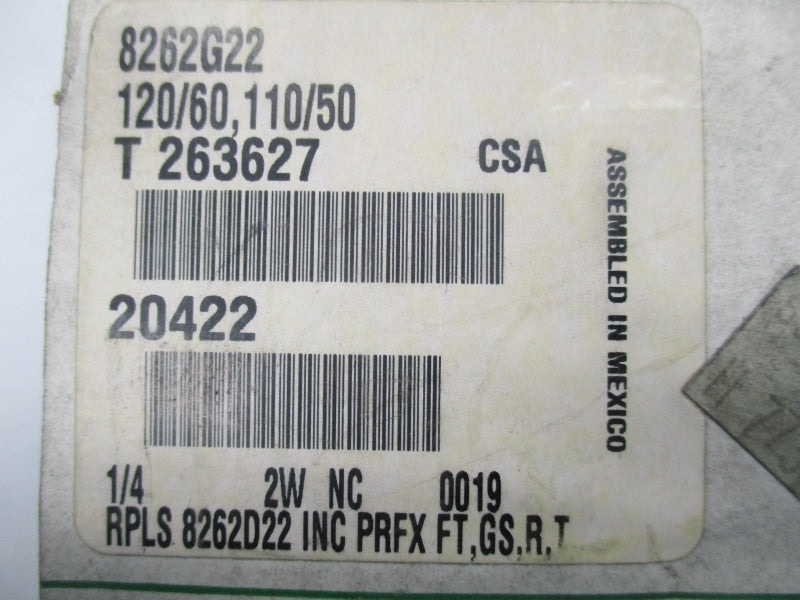 8262G22
120/60,110/50
T 263627 CSA
20422
1/4 2W NC 0019
RPLS 8262D22 INC PRFX FT,GS,R,T
ASSEMBLED IN MEXICO